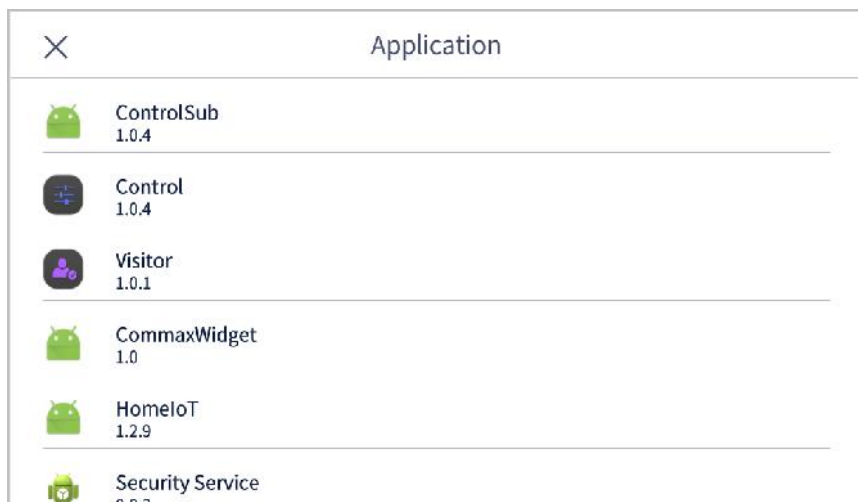 Application
ControlSub
1.0.4
Control
1.0.4
Visitor
1.0.1
CommaxWidget
1.0
HomeIoT
1.2.9
Security Service